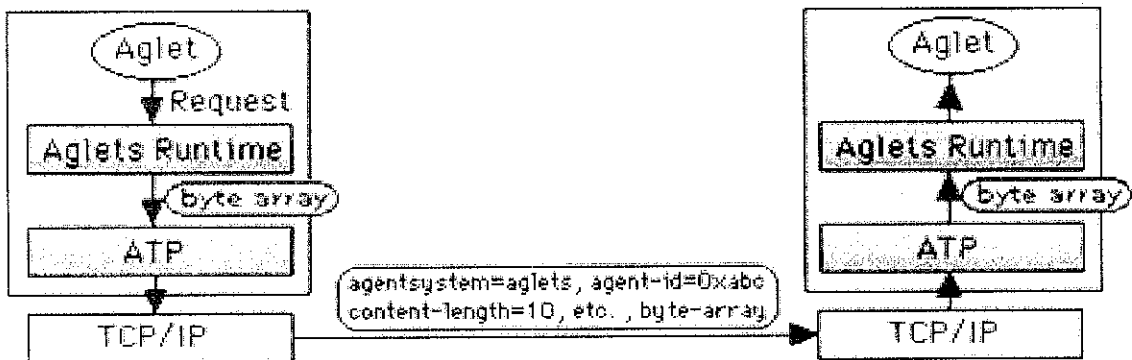 Aglet
Request
Aglets Runtime
byte array
ATP
TCP/IP
agentsystem=aglets, agent-id=0xabc
content-length=10, etc., byte-array
Aglet
Aglets Runtime
byte array
ATP
TCP/IP